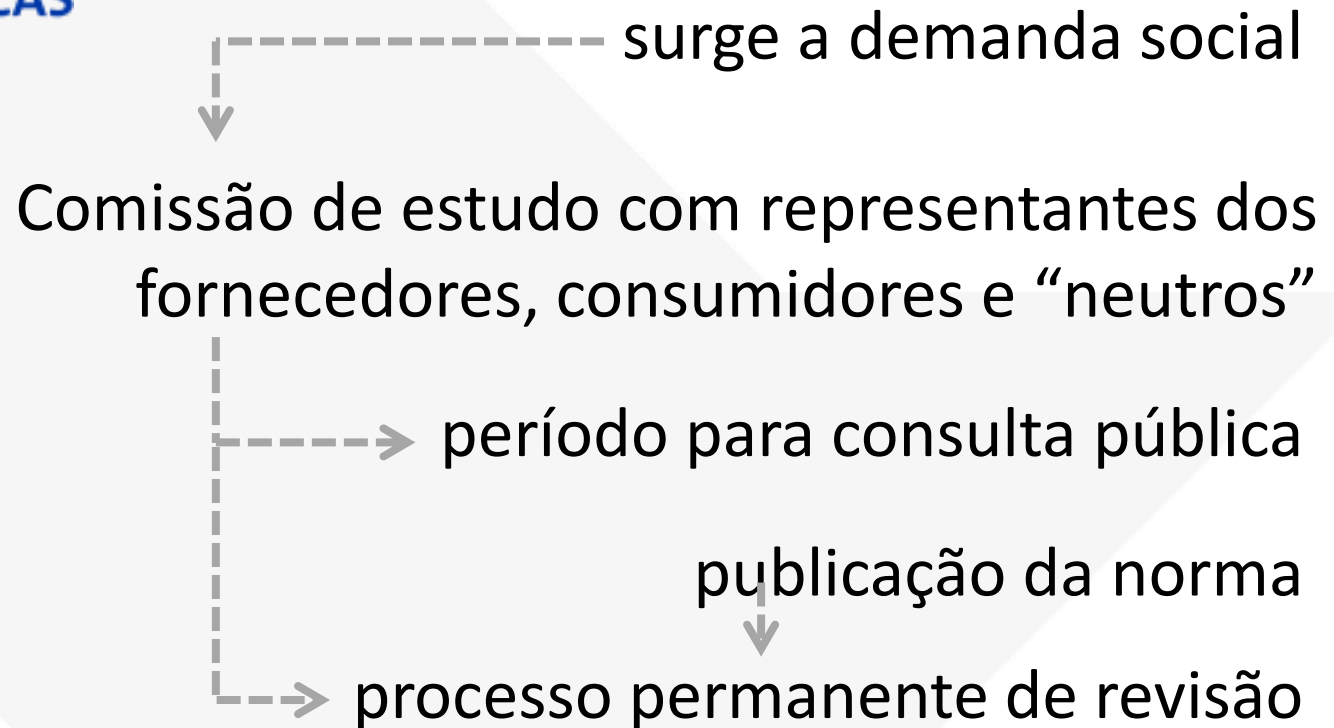 CAS
surge a demanda social
Comissão de estudo com representantes dos
fornecedores, consumidores e “neutros”
período para consulta pública
publicação da norma
processo permanente de revisão